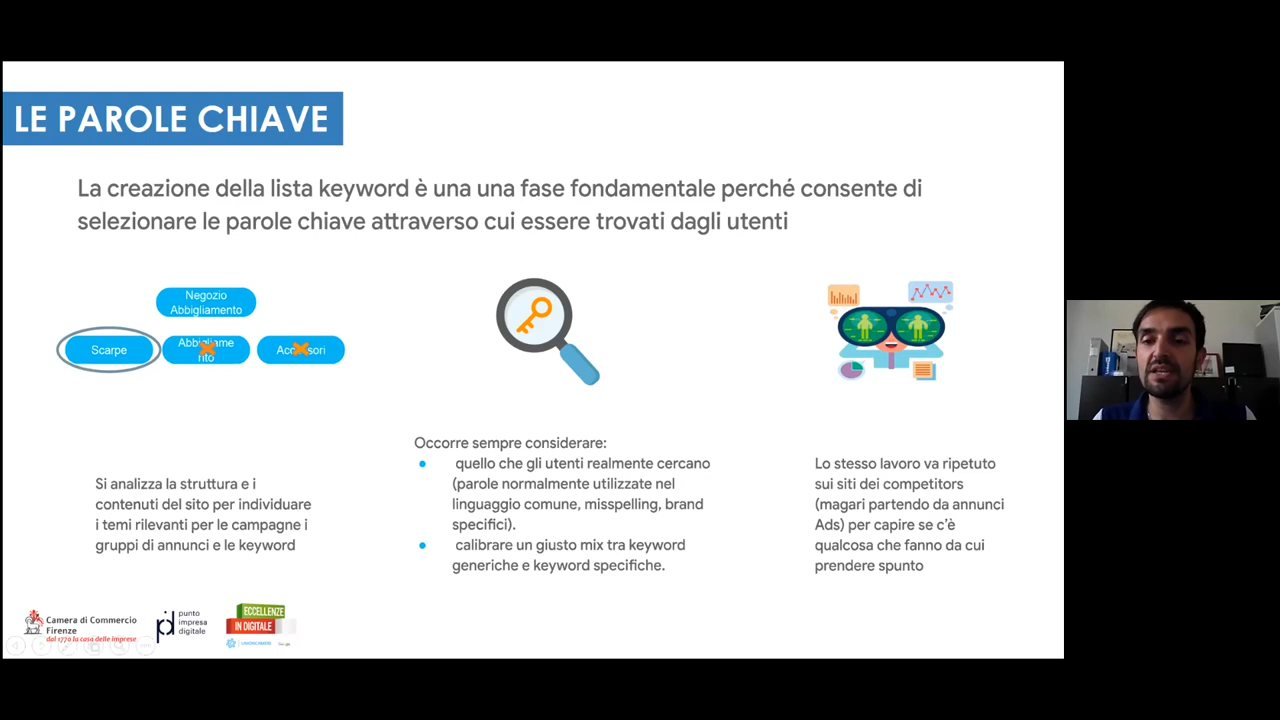 LE PAROLE CHIAVE
La creazione della lista keyword è una una fase fondamentale perché consente di
selezionare le parole chiave attraverso cui essere trovati dagli utenti
Negozio
Abbigliamento
Scarpe
Abbigliame
nto
Accessori
Si analizza la struttura e i
contenuti del sito per individuare
i temi rilevanti per le campagne i
gruppi di annunci e le keyword
Occorre sempre considerare:
quello che gli utenti realmente cercano
(parole normalmente utilizzate nel
linguaggio comune, misspelling, brand
specifici).
calibrare un giusto mix tra keyword
generiche e keyword specifiche.
Lo stesso lavoro va ripetuto
sui siti dei competitors
(magari partendo da annunci
Ads) per capire se c'è
qualcosa che fanno da cui
prendere spunto
Camera di Commercio
Firenze
dal 1770 la casa delle imprese
pid
punto
impresa
digitale
ECCELLENZE
IN DIGITALE
UNIONCAMERE
Google